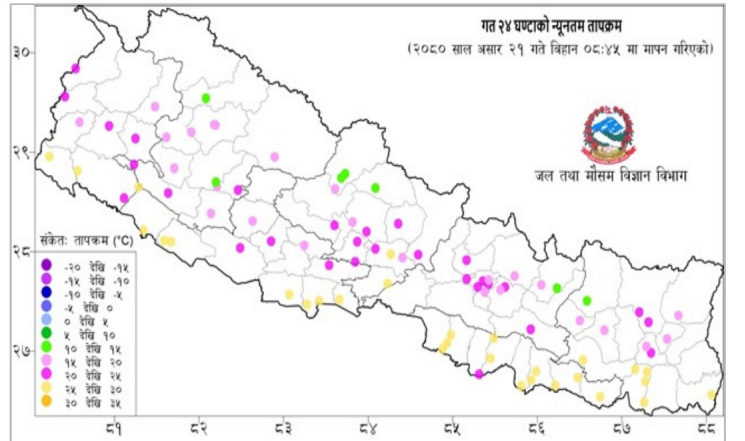 गत २४ घण्टाको न्यूनतम तापक्रम
(२०८० साल असार २१ गते विहान ०८:४५ मा मापन गरिएको)
जल तथा मौसम विज्ञान विभाग
३०
२९
२८
२७
संकेतः तापक्रम (°C)
-२० देखि -१५
-१५ देखि -१०
-१० देखि -५
-५ देखि ०
० देखि ५
५ देखि १०
१० देखि १५
१५ देखि २०
२० देखि २५
२५ देखि ३०
३० देखि ३५
८१ ८२ ८३ ८४ ८५ ८६ ८७ ८८